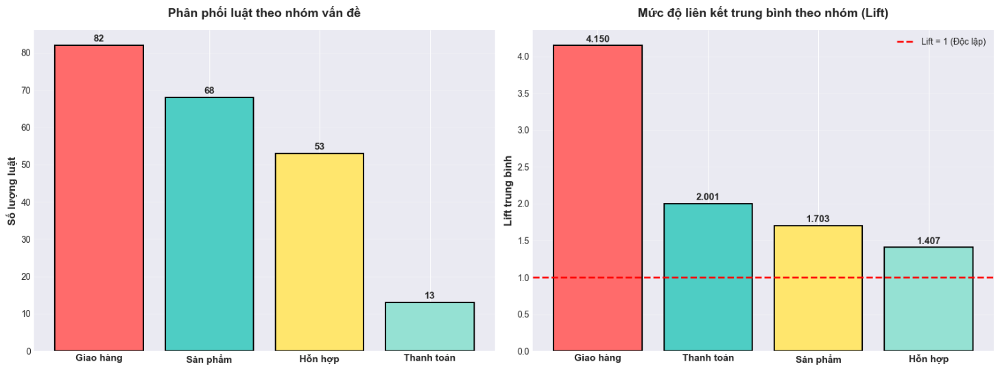 Phân phối luật theo nhóm vấn đề
Số lượng luật
80
70
60
50
40
30
20
10
0
82
68
53
13
Giao hàng
Sản phẩm
Hỗn hợp
Thanh toán
Mức độ liên kết trung bình theo nhóm (Lift)
Lift trung bình
4.0
3.5
3.0
2.5
2.0
1.5
1.0
0.5
0.0
4.150
2.001
1.703
1.407
Lift = 1 (Độc lập)
Giao hàng
Thanh toán
Sản phẩm
Hỗn hợp